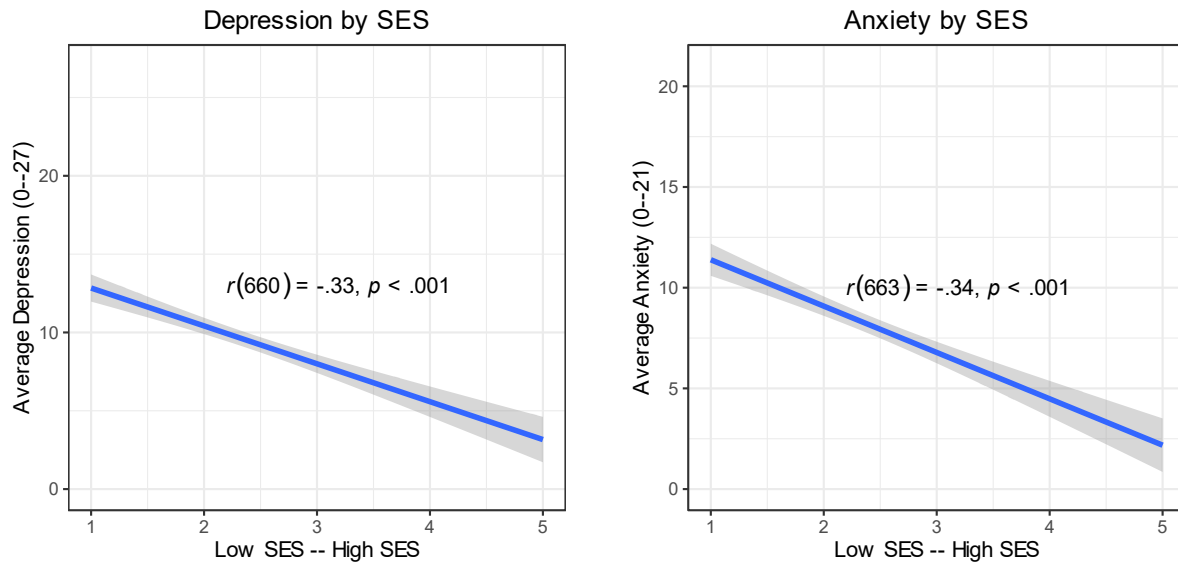 Depression by SES
Average Depression (0--27)
20
10
0
r(660) = -.33, p < .001
1 2 3 4 5
Low SES -- High SES
Anxiety by SES
Average Anxiety (0--21)
20
15
10
5
0
r(663) = -.34, p < .001
1 2 3 4 5
Low SES -- High SES